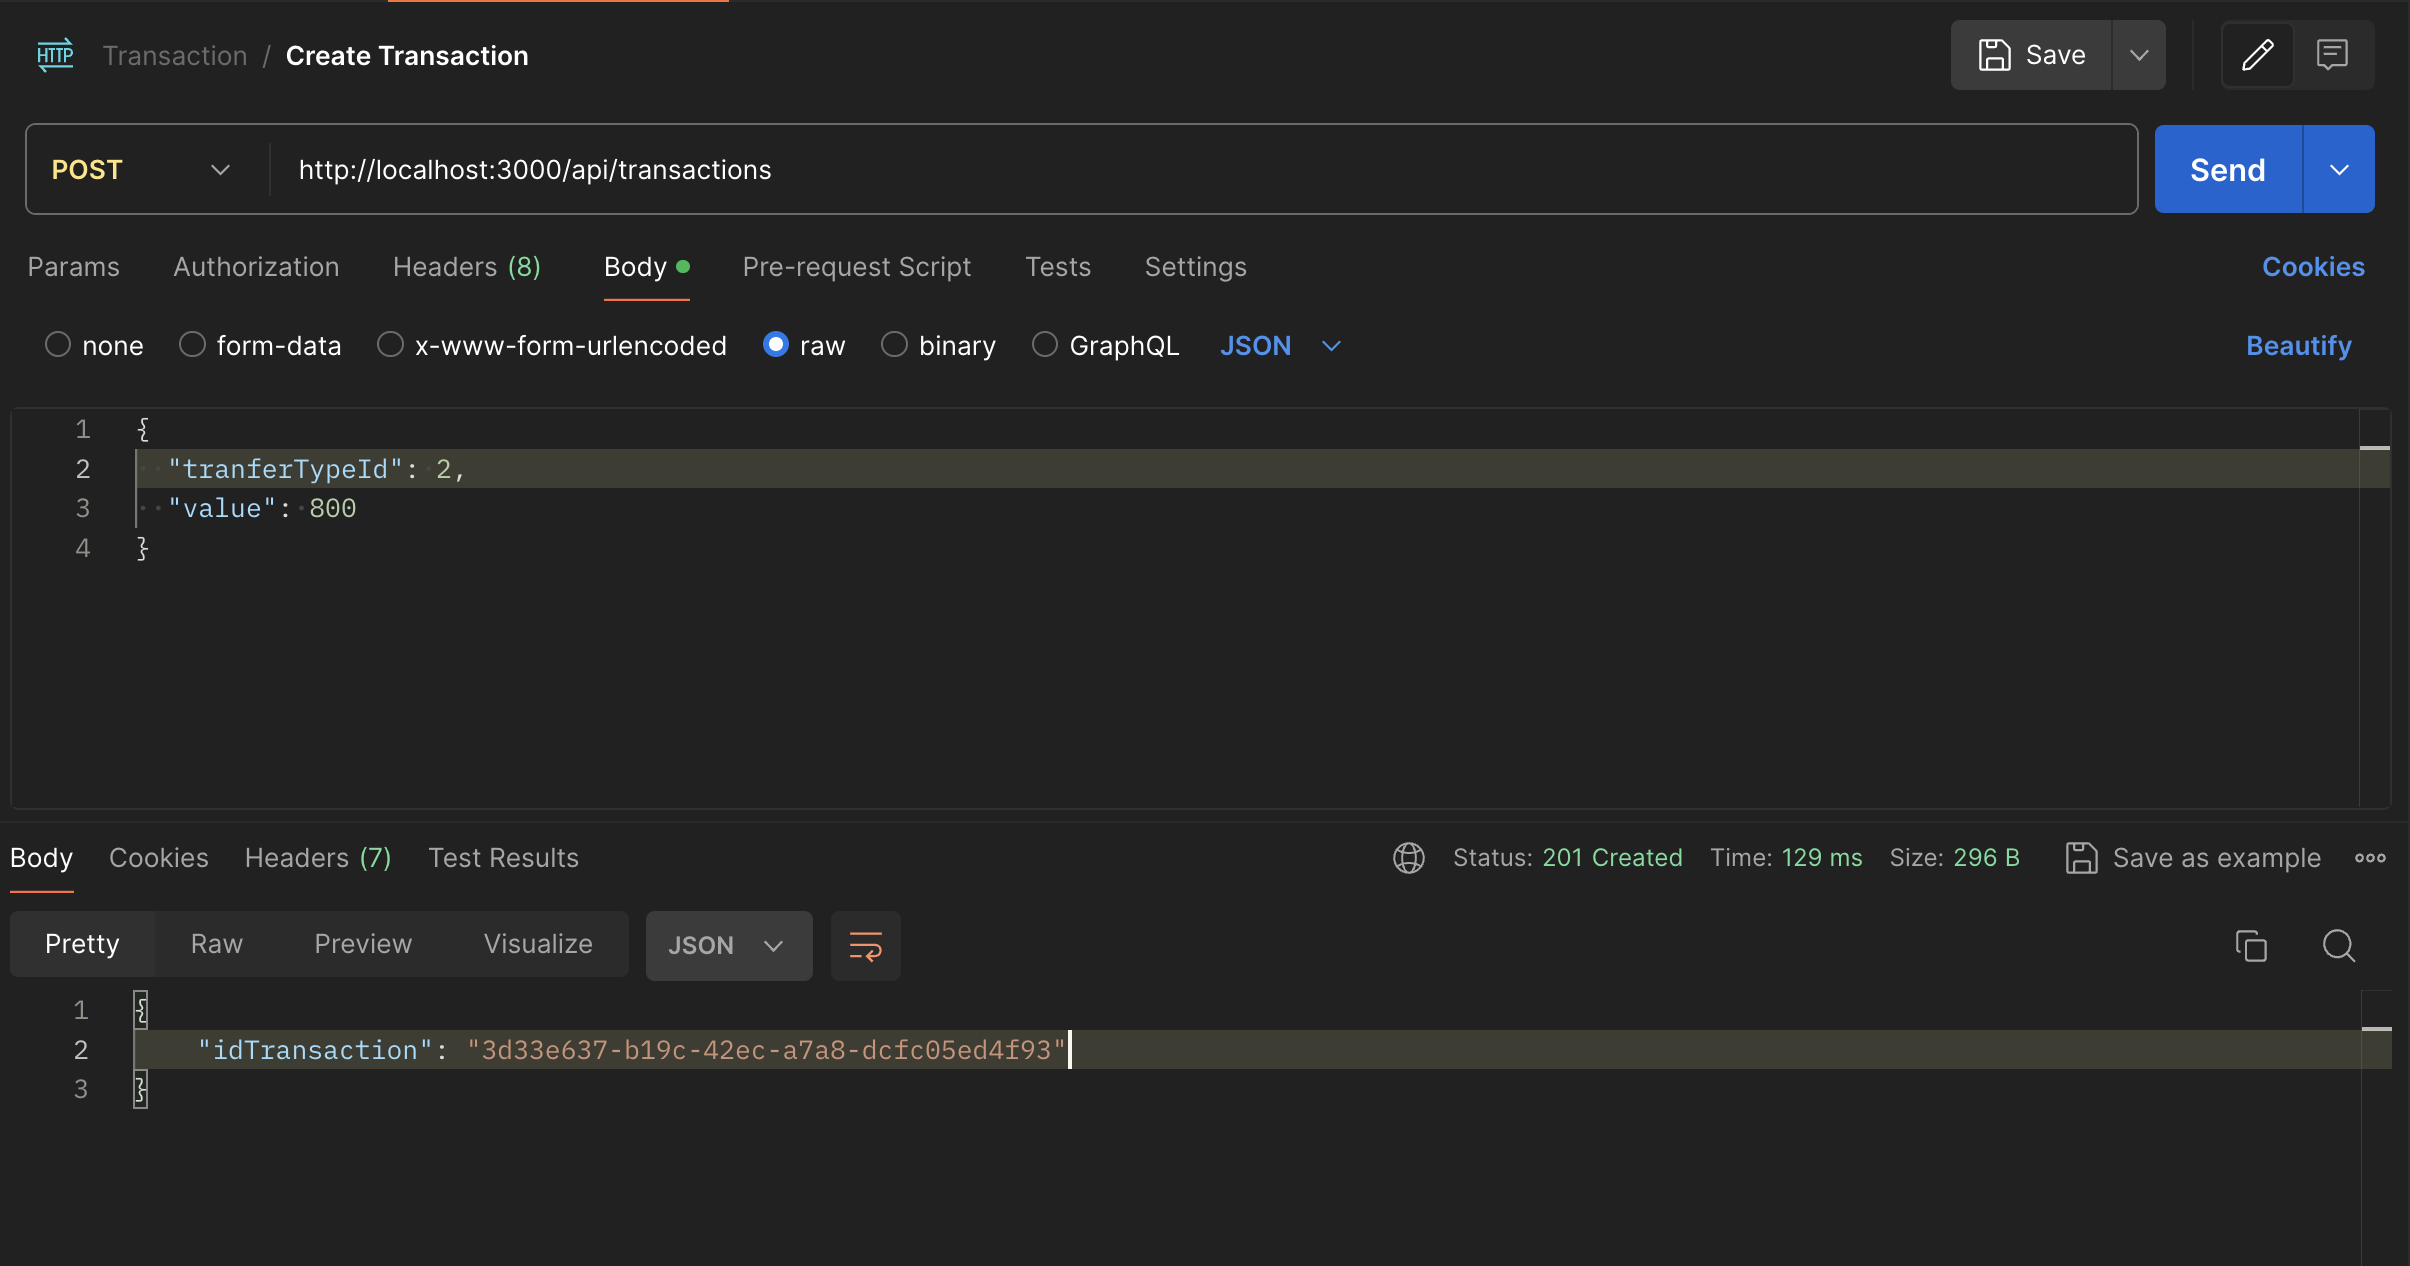 HTTP Transaction / Create Transaction Save
POST http://localhost:3000/api/transactions Send
Params Authorization Headers (8) Body Pre-request Script Tests Settings Cookies
none form-data x-www-form-urlencoded raw binary GraphQL JSON Beautify
1 {
2 "tranferTypeId": 2,
3 "value": 800
4 }
Body Cookies Headers (7) Test Results Status: 201 Created Time: 129 ms Size: 296 B Save as example
Pretty Raw Preview Visualize JSON
1 {
2 "idTransaction": "3d33e637-b19c-42ec-a7a8-dcfc05ed4f93"
3 }